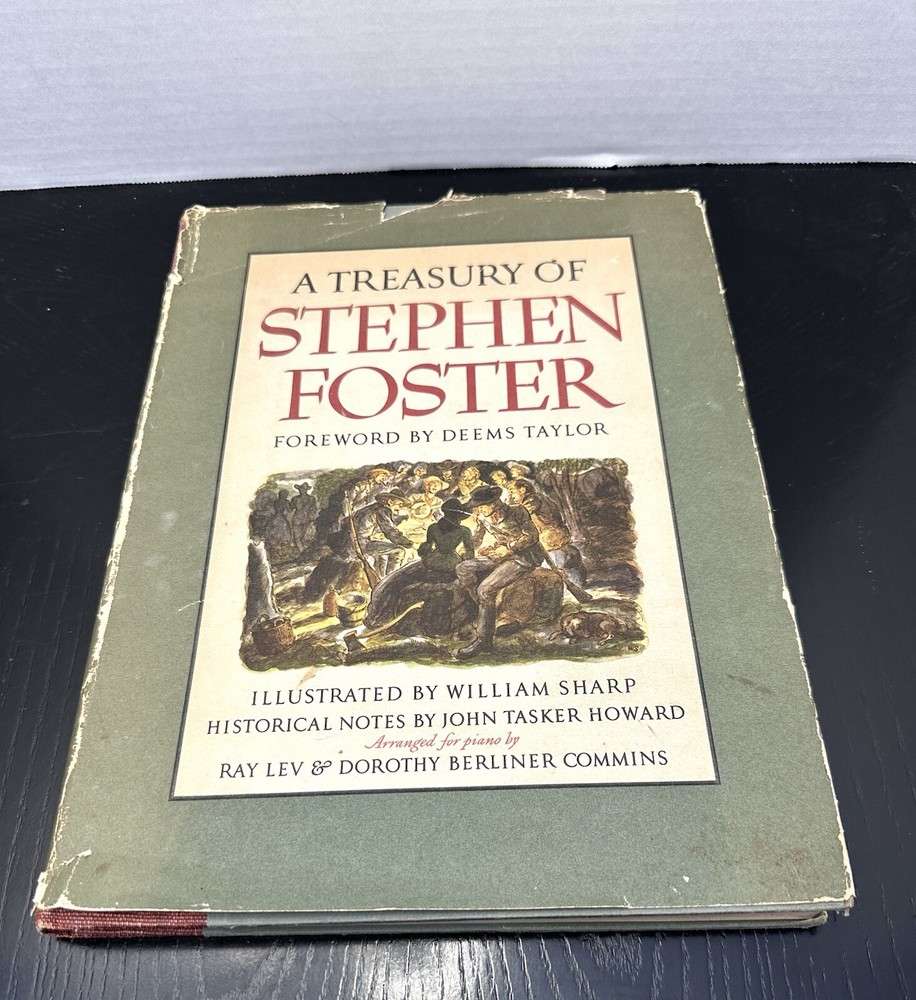 A TREASURY OF
STEPHEN
FOSTER
FOREWORD BY DEEMS TAYLOR
ILLUSTRATED BY WILLIAM SHARP
HISTORICAL NOTES BY JOHN TASKER HOWARD
Arranged for piano by
RAY LEV & DOROTHY BERLINER COMMINS